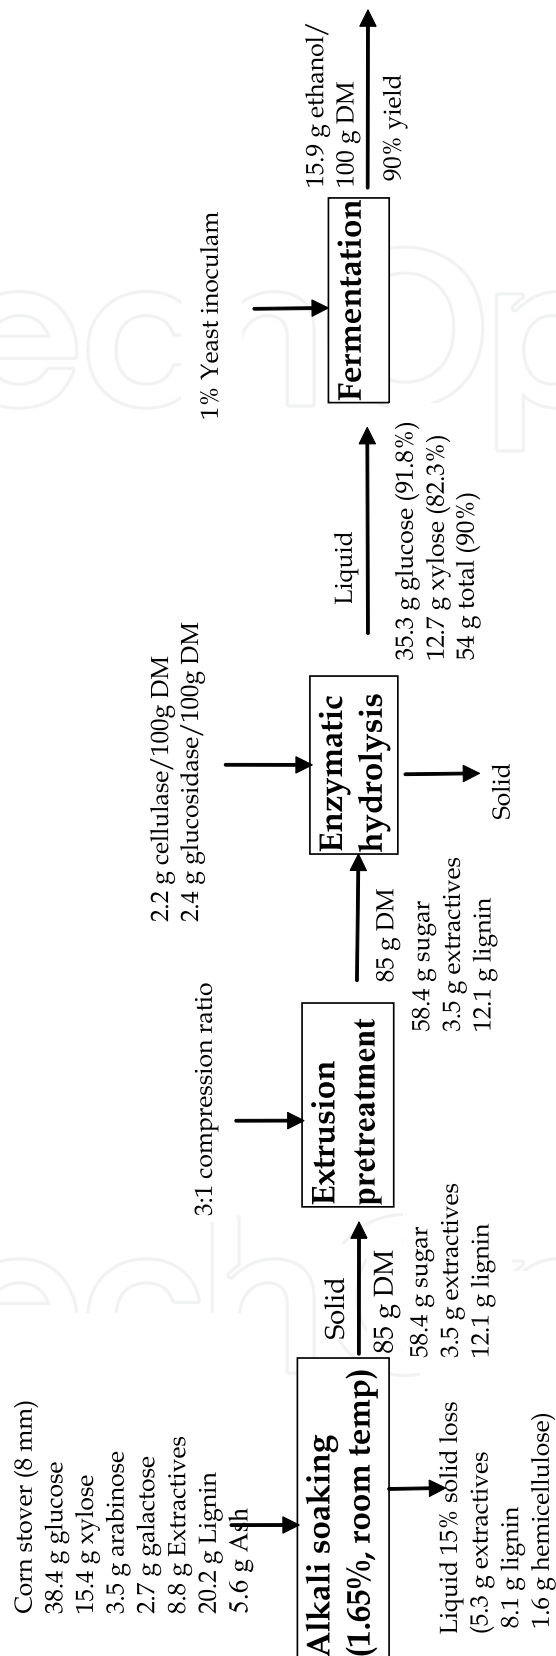 Corn stover (8 mm)
38.4 g glucose
15.4 g xylose
3.5 g arabinose
2.7 g galactose
8.8 g Extractives
20.2 g Lignin
5.6 g Ash
Alkali soaking
(1.65%, room temp)
Liquid 15% solid loss
(5.3 g extractives
8.1 g lignin
1.6 g hemicellulose)
Solid
85 g DM
58.4 g sugar
3.5 g extractives
12.1 g lignin
3:1 compression ratio
Extrusion
pretreatment
85 g DM
58.4 g sugar
3.5 g extractives
12.1 g lignin
2.2 g cellulase/100g DM
2.4 g glucosidase/100g DM
Enzymatic
hydrolysis
Solid
Liquid
35.3 g glucose (91.8%)
12.7 g xylose (82.3%)
54 g total (90%)
1% Yeast inoculam
Fermentation
15.9 g ethanol/
100 g DM
90% yield